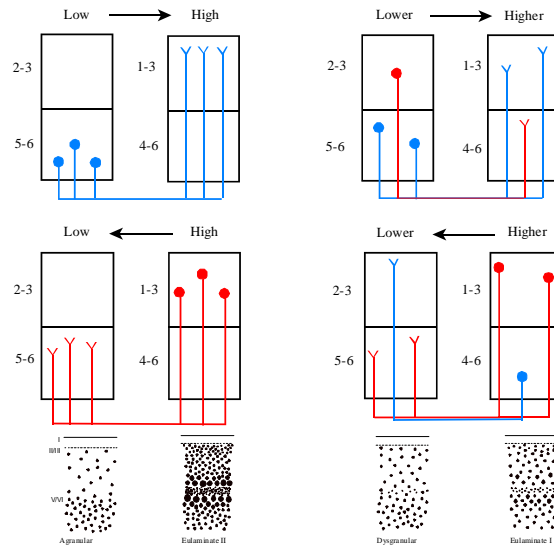 Low High
2-3 1-3
5-6 4-6
Lower Higher
2-3 1-3
5-6 4-6
Low High
2-3 1-3
5-6 4-6
Lower Higher
2-3 1-3
5-6 4-6
I
II/III
V/VI
Agranular Eulaminate II
Dysgranular Eulaminate I